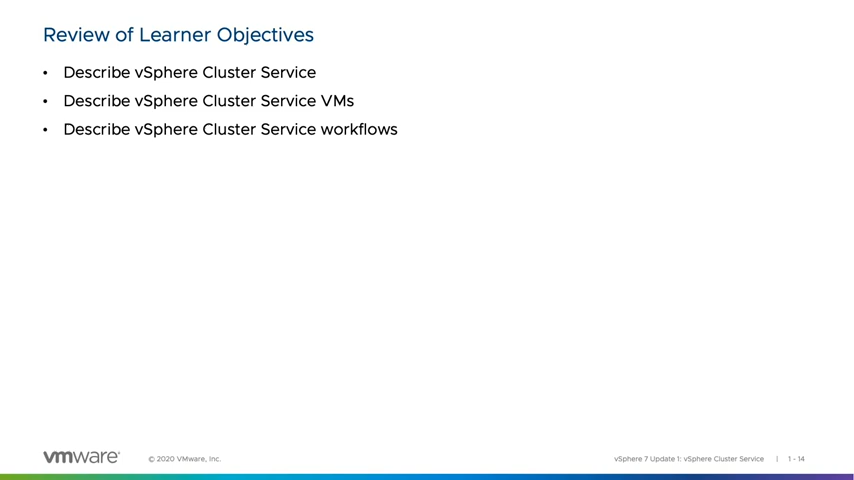 Review of Learner Objectives
• Describe vSphere Cluster Service
• Describe vSphere Cluster Service VMs
• Describe vSphere Cluster Service workflows
vmware® © 2020 VMware, Inc. vSphere 7 Update 1: vSphere Cluster Service | 1 - 14